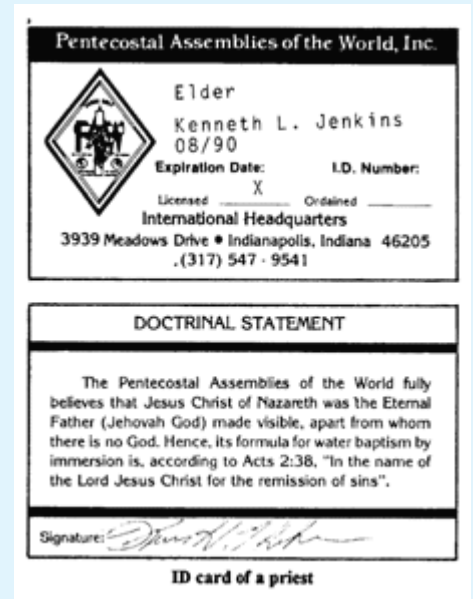 Pentecostal Assemblies of the World, Inc.
Elder
Kenneth L. Jenkins
08/90
Expiration Date: I.D. Number:
X
Licensed Ordained
International Headquarters
3939 Meadows Drive • Indianapolis, Indiana 46205
.(317) 547 - 9541
DOCTRINAL STATEMENT
The Pentecostal Assemblies of the World fully
believes that Jesus Christ of Nazareth was the Eternal
Father (Jehovah God) made visible, apart from whom
there is no God. Hence, its formula for water baptism by
immersion is, according to Acts 2:38, "In the name of
the Lord Jesus Christ for the remission of sins".
Signature:
ID card of a priest